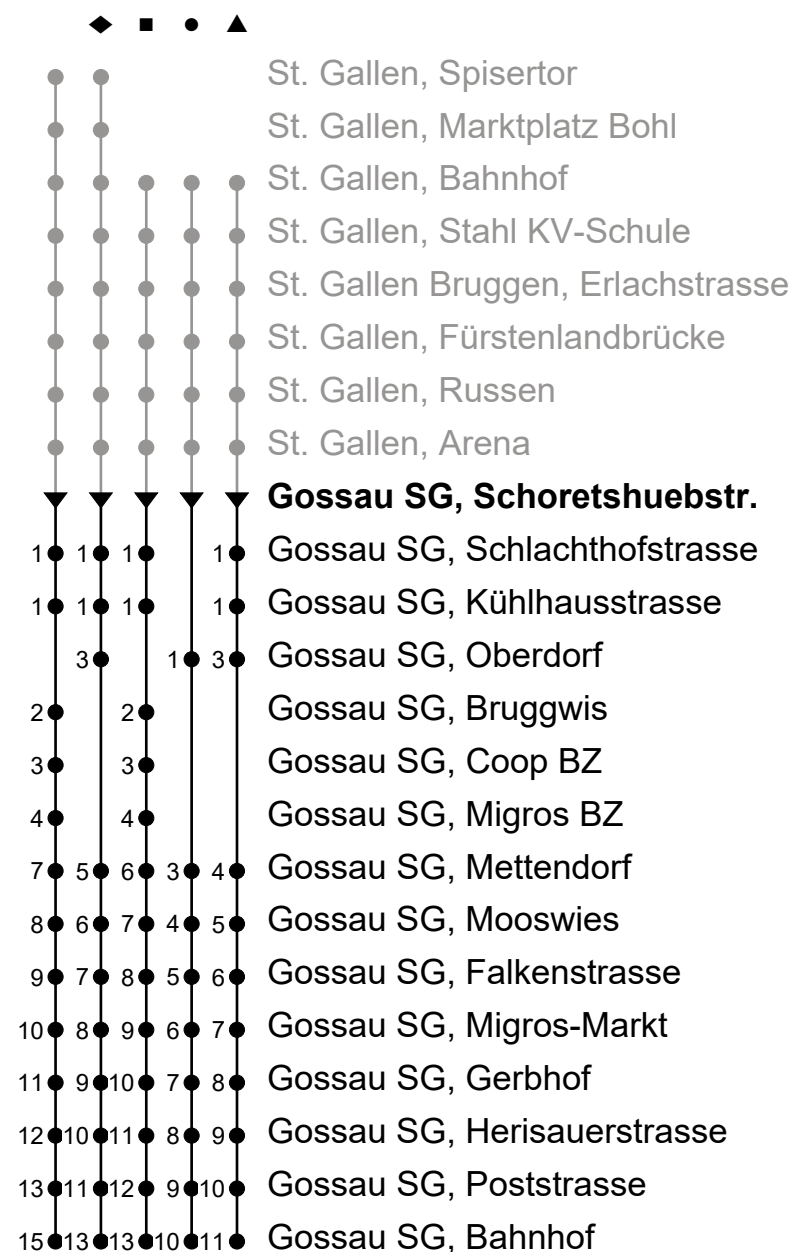 ◆ ■ ● ▲
St. Gallen, Spisertor
St. Gallen, Marktplatz Bohl
St. Gallen, Bahnhof
St. Gallen, Stahl KV-Schule
St. Gallen Bruggen, Erlachstrasse
St. Gallen, Fürstenlandbrücke
St. Gallen, Russen
St. Gallen, Arena
Gossau SG, Schoretshuebstr.
1 1 1 1 Gossau SG, Schlachthofstrasse
1 1 1 1 Gossau SG, Kühlhausstrasse
3 1 3 Gossau SG, Oberdorf
2 2 Gossau SG, Bruggwis
3 3 Gossau SG, Coop BZ
4 4 Gossau SG, Migros BZ
7 5 6 3 4 Gossau SG, Mettendorf
8 6 7 4 5 Gossau SG, Mooswies
9 7 8 5 6 Gossau SG, Falkenstrasse
10 8 9 6 7 Gossau SG, Migros-Markt
11 9 10 7 8 Gossau SG, Gerbhof
12 10 11 8 9 Gossau SG, Herisauerstrasse
13 11 12 9 10 Gossau SG, Poststrasse
15 13 13 10 11 Gossau SG, Bahnhof